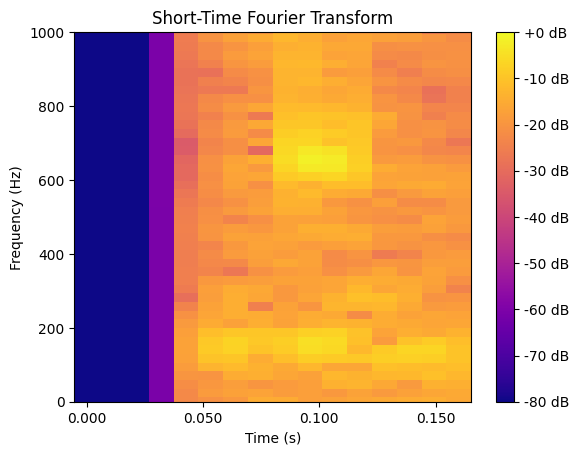 Short-Time Fourier Transform
1000
800
600
400
200
0
Frequency (Hz)
0.000
0.050
0.100
0.150
Time (s)
+0 dB
-10 dB
-20 dB
-30 dB
-40 dB
-50 dB
-60 dB
-70 dB
-80 dB